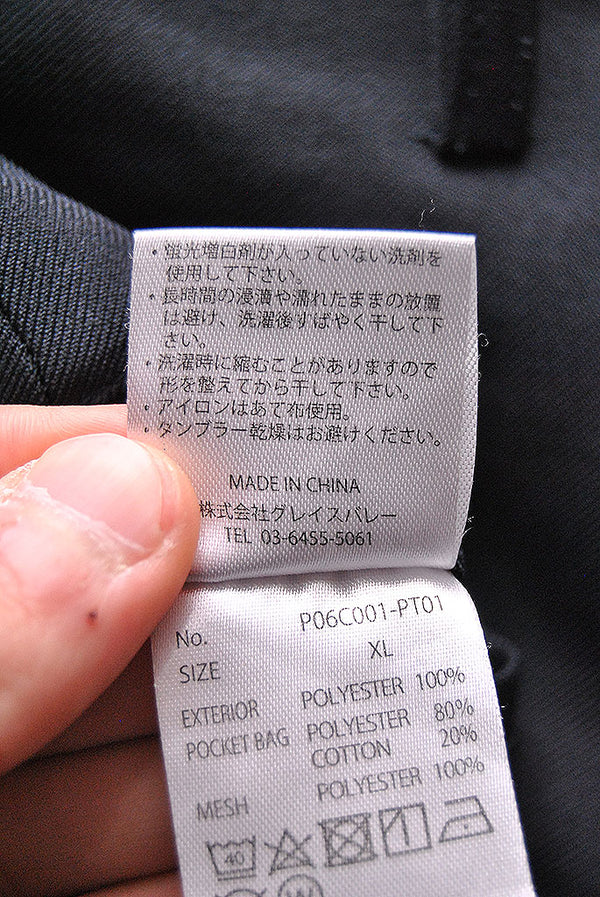 ・蛍光増白剤が入っていない洗剤を
使用して下さい。
・長時間の浸漬や濡れたままの放置
は避け、洗濯後すばやく干して下
さい。
・洗濯時に縮むことがありますので
形を整えてから干して下さい。
・アイロンはあて布使用。
・タンブラー乾燥はお避けください。
MADE IN CHINA
株式会社グレイスバレー
TEL 03-6455-5061
No. P06C001-PT01
SIZE XL
EXTERIOR POLYESTER 100%
POCKET BAG POLYESTER 80%
COTTON 20%
MESH POLYESTER 100%
40
W